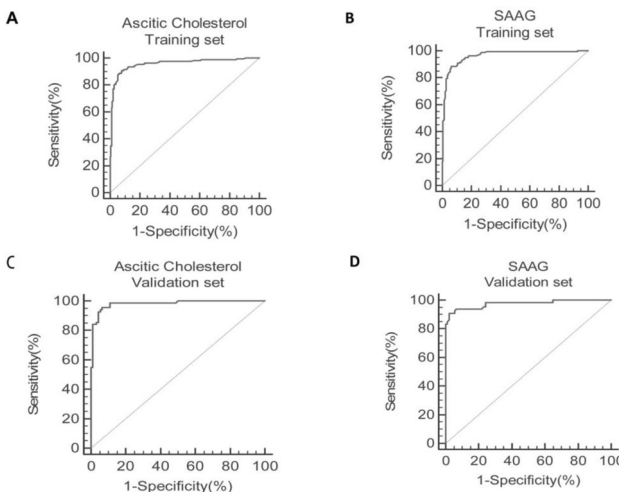 A
Ascitic Cholesterol
Training set
100
80
60
40
20
0
Sensitivity(%)
0 20 40 60 80 100
1-Specificity(%)
B
SAAG
Training set
100
80
60
40
20
0
Sensitivity(%)
0 20 40 60 80 100
1-Specificity(%)
C
Ascitic Cholesterol
Validation set
100
80
60
40
20
0
Sensitivity(%)
0 20 40 60 80 100
1-Specificity(%)
D
SAAG
Validation set
100
80
60
40
20
0
Sensitivity(%)
0 20 40 60 80 100
1-Specificity(%)